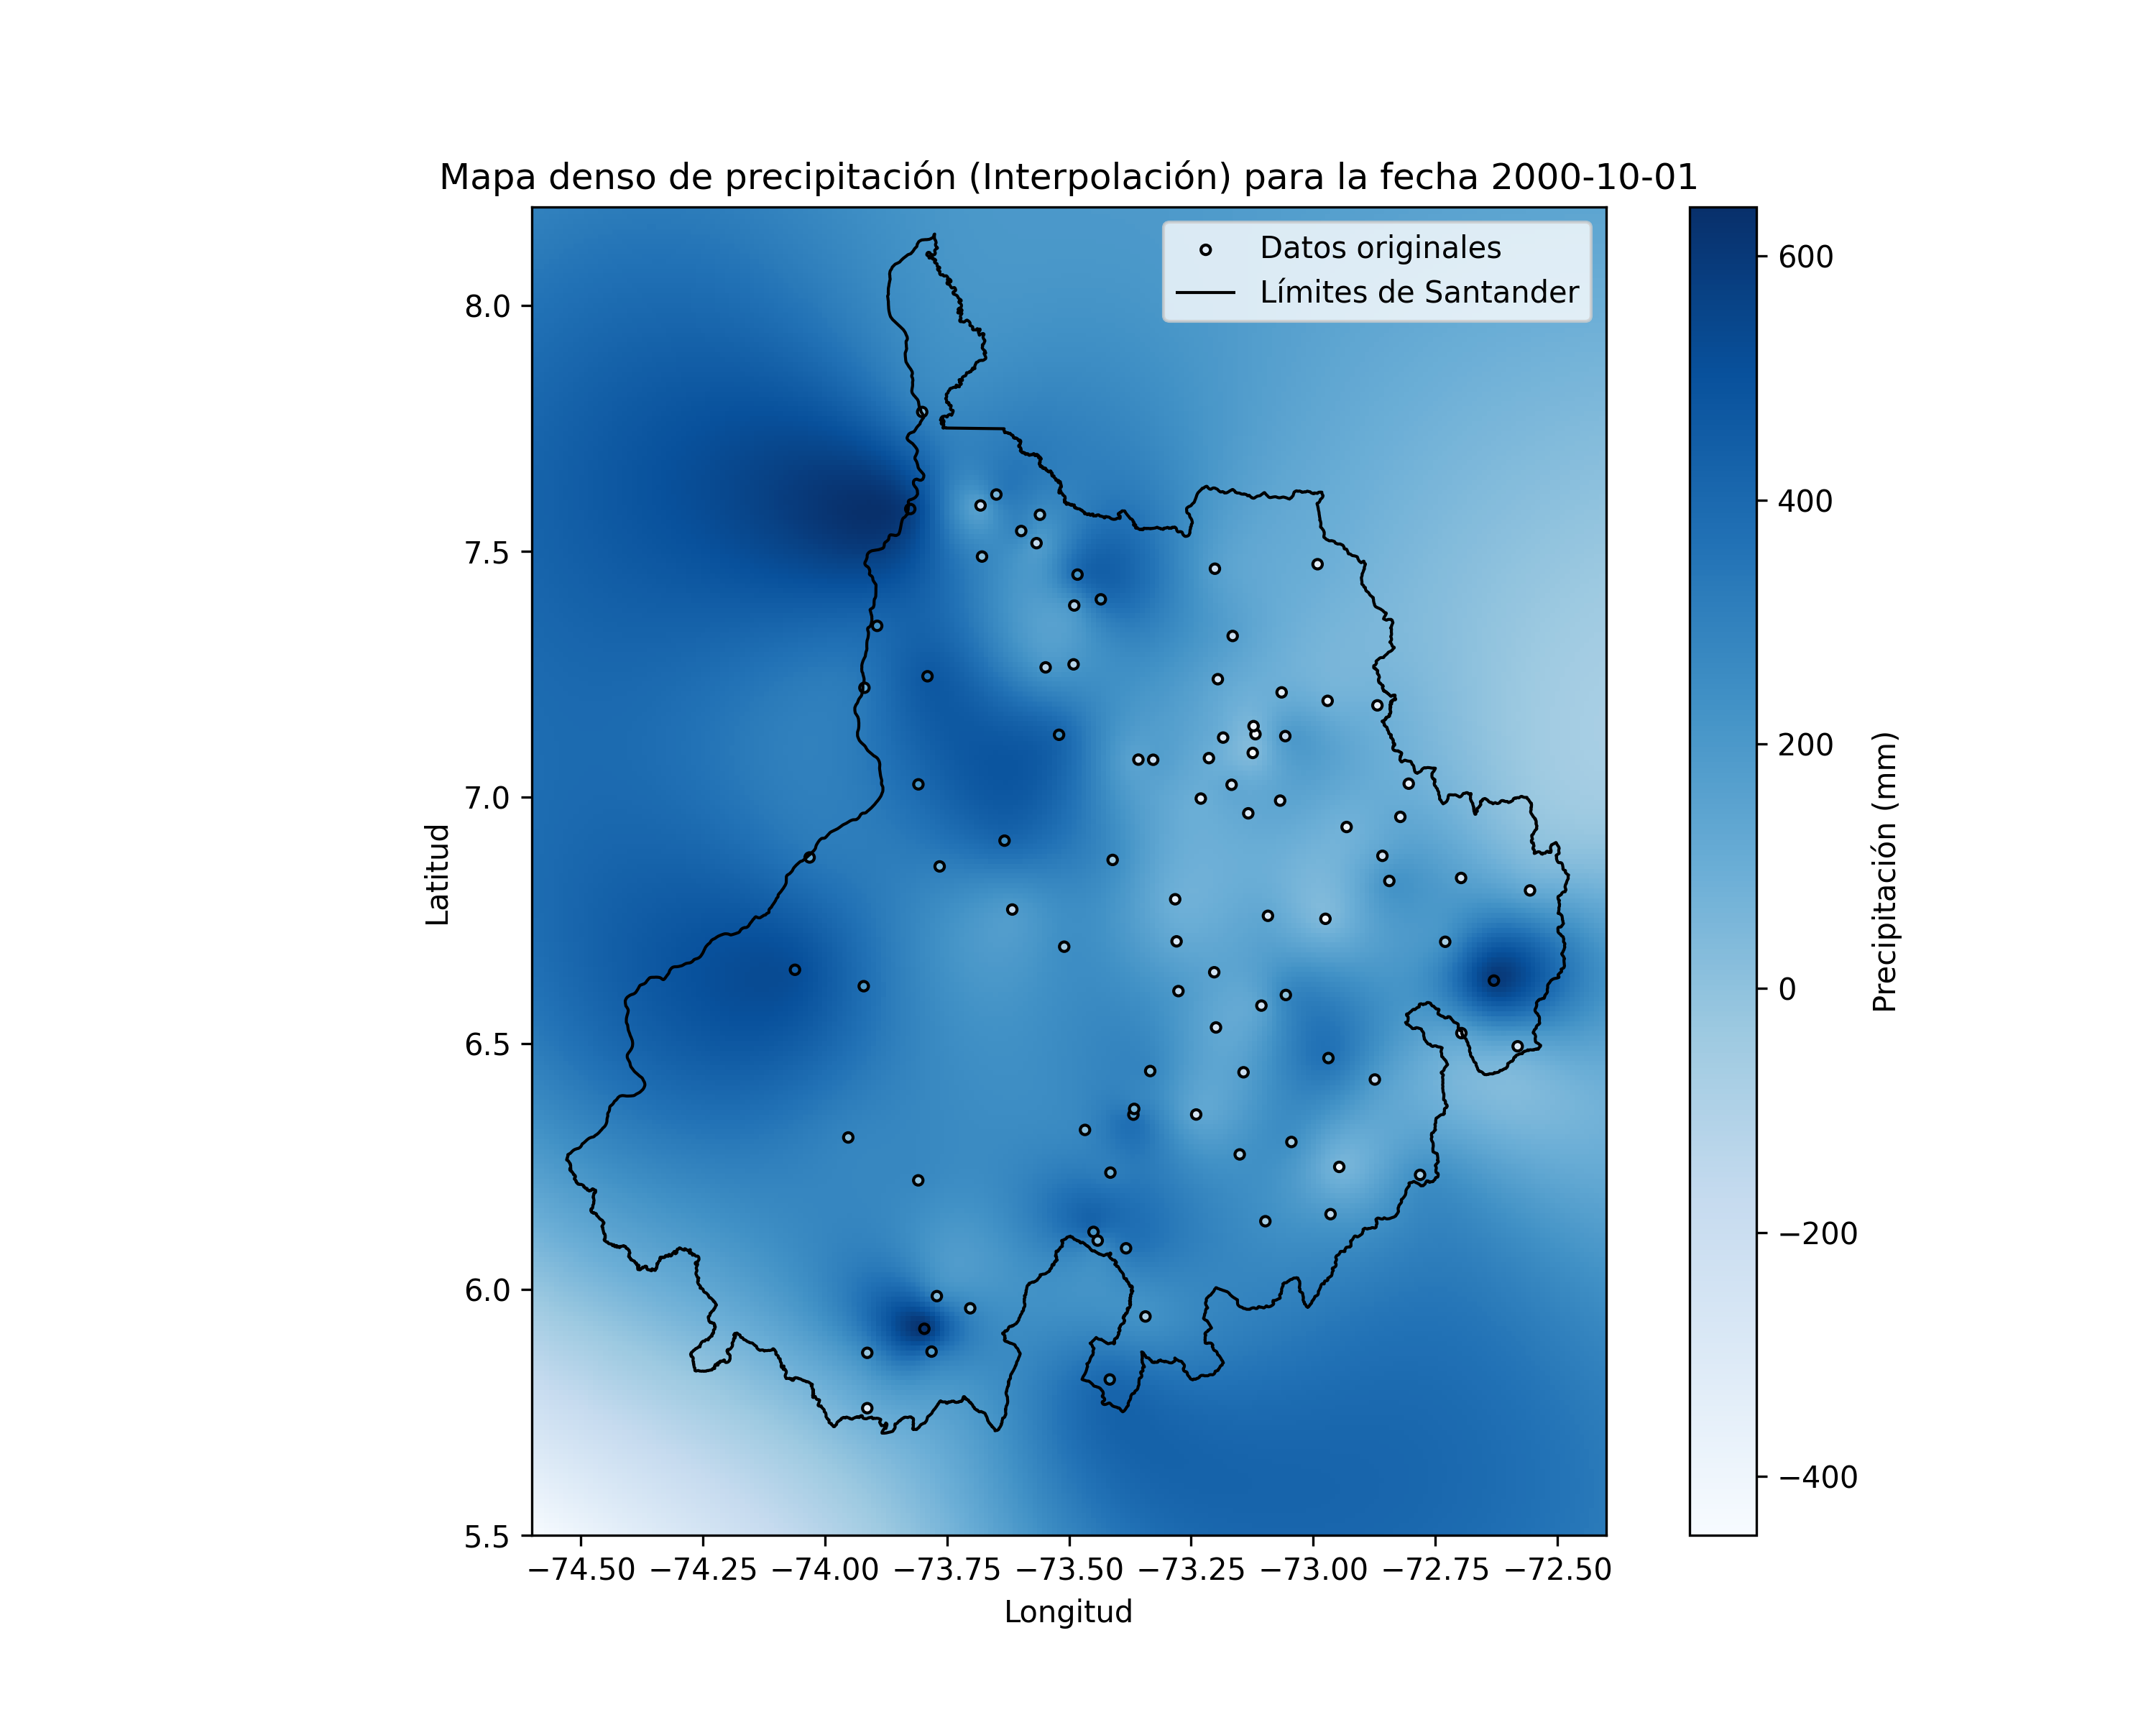 Mapa denso de precipitación (Interpolación) para la fecha 2000-10-01
Datos originales
Límites de Santander
8.0
7.5
7.0
6.5
6.0
5.5
Latitud
−74.50 −74.25 −74.00 −73.75 −73.50 −73.25 −73.00 −72.75 −72.50
Longitud
600
400
200
0
−200
−400
Precipitación (mm)